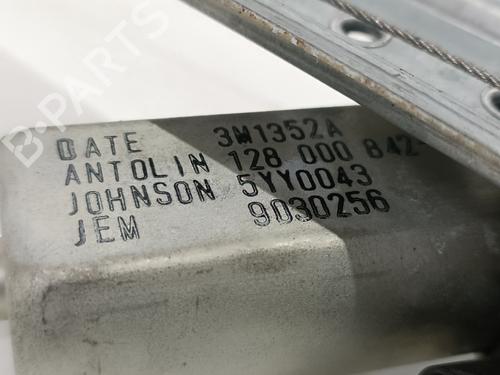 DATE 3M1352A
ANTOLIN 128 000 842-
JOHNSON 5YY0043
JEM 9030256
B-PARTS